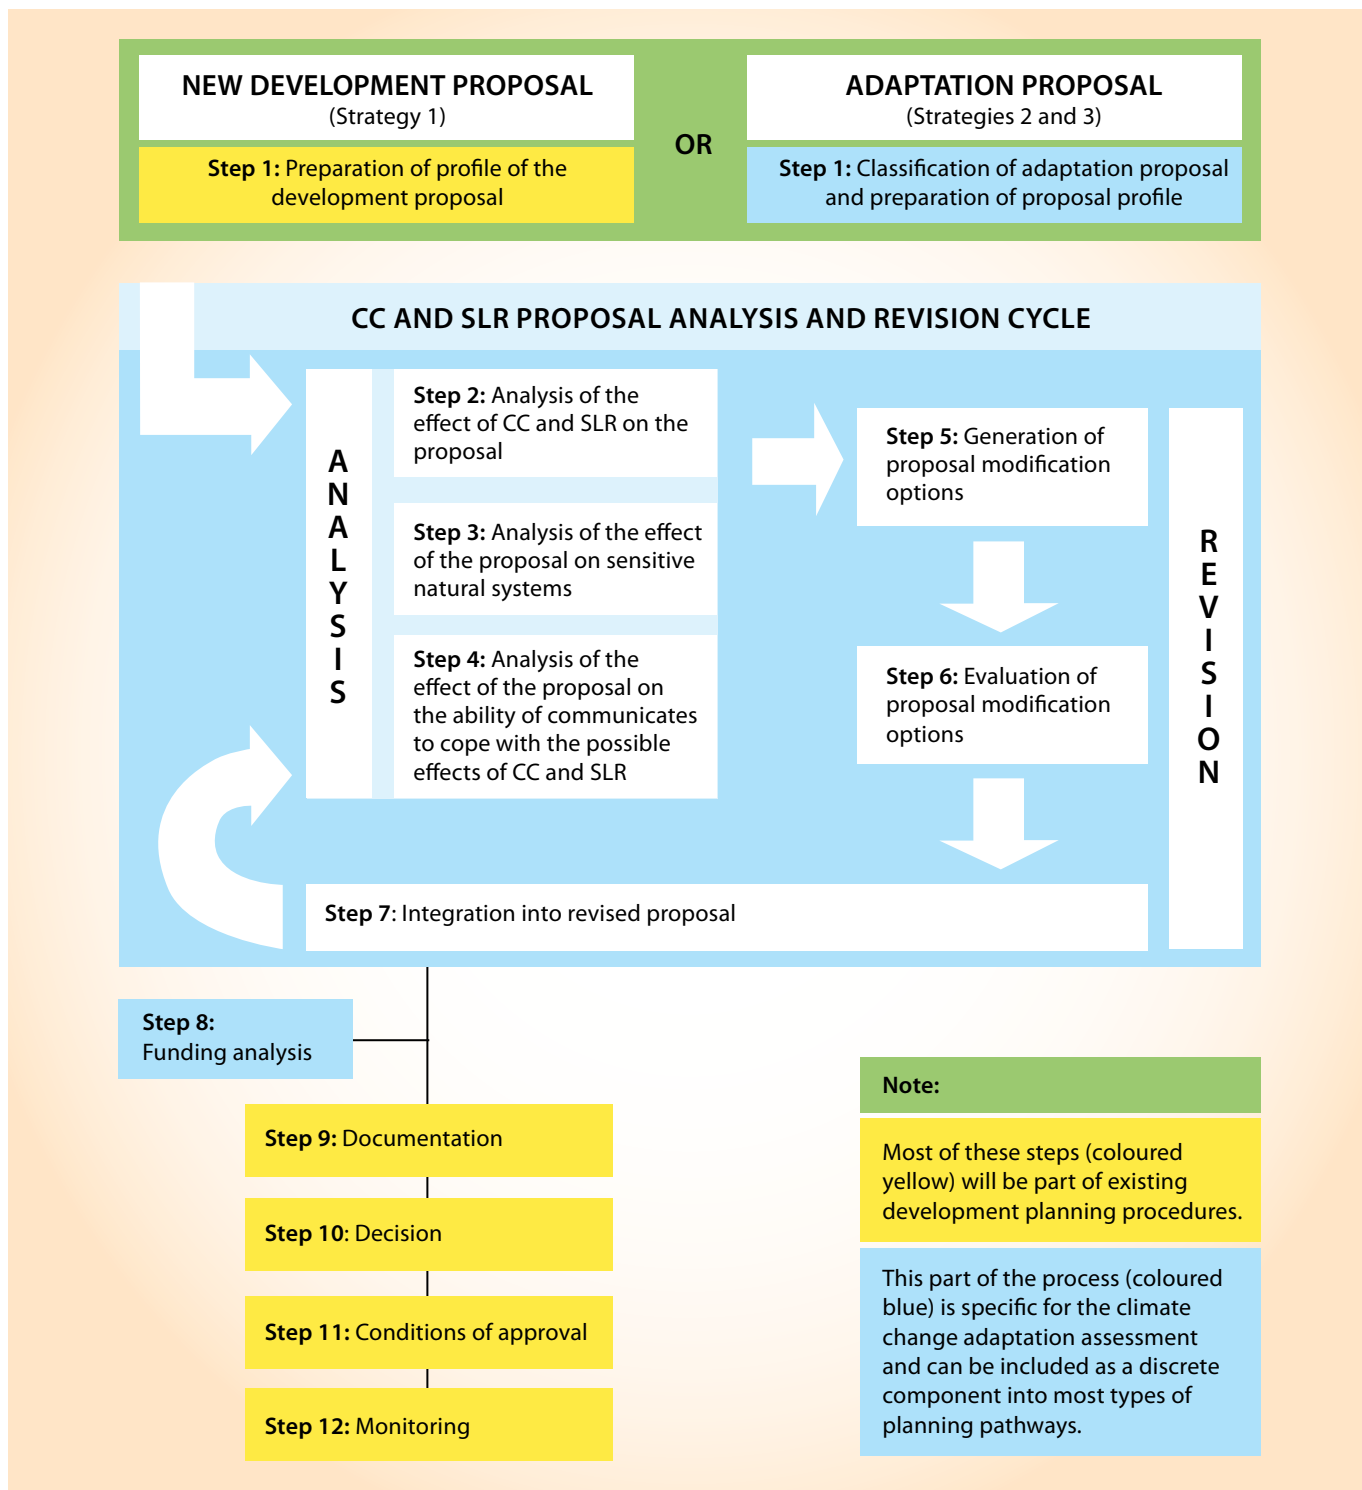 NEW DEVELOPMENT PROPOSAL
(Strategy 1)
Step 1: Preparation of profile of the
development proposal
OR
ADAPTATION PROPOSAL
(Strategies 2 and 3)
Step 1: Classification of adaptation proposal
and preparation of proposal profile
CC AND SLR PROPOSAL ANALYSIS AND REVISION CYCLE
ANALYSIS
Step 2: Analysis of the
effect of CC and SLR on the
proposal
Step 3: Analysis of the effect
of the proposal on sensitive
natural systems
Step 4: Analysis of the
effect of the proposal on
the ability of communicates
to cope with the possible
effects of CC and SLR
Step 5: Generation of
proposal modification
options
Step 6: Evaluation of
proposal modification
options
REVISION
Step 7: Integration into revised proposal
Step 8:
Funding analysis
Step 9: Documentation
Step 10: Decision
Step 11: Conditions of approval
Step 12: Monitoring
Note:
Most of these steps (coloured
yellow) will be part of existing
development planning procedures.
This part of the process (coloured
blue) is specific for the climate
change adaptation assessment
and can be included as a discrete
component into most types of
planning pathways.